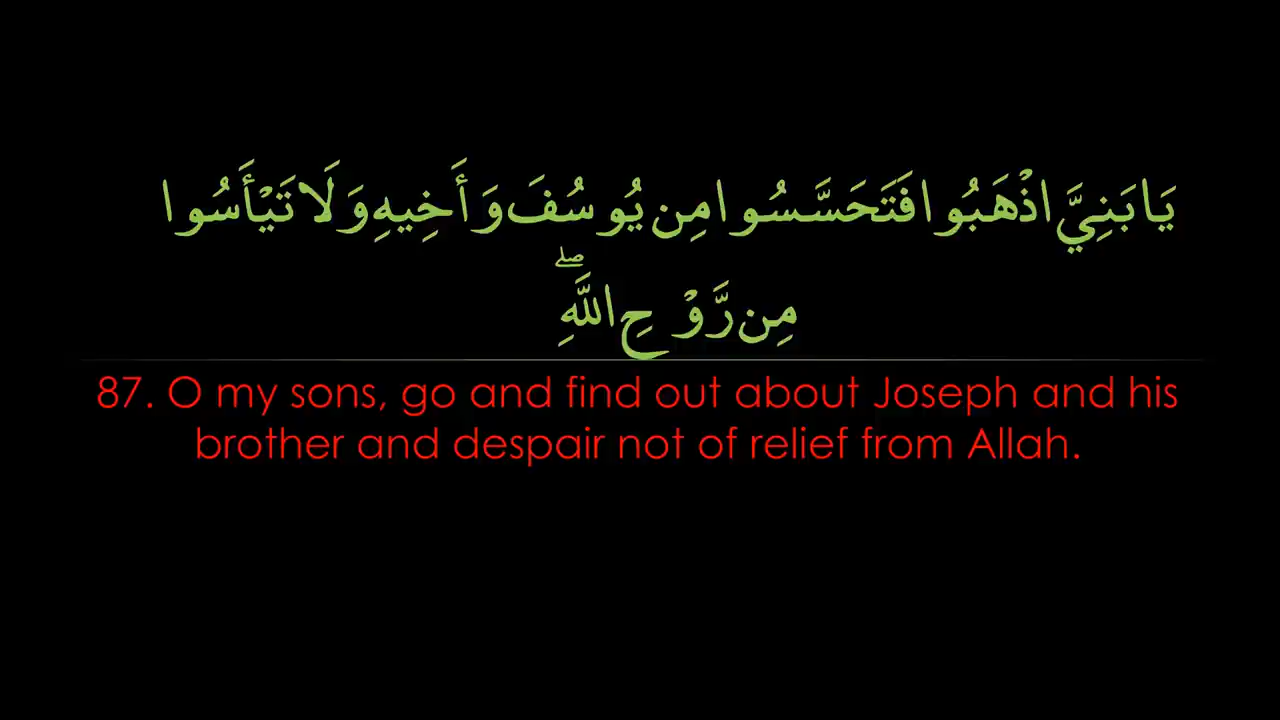 يَا بَنِيَّ اذْهَبُوا فَتَحَسَّسُوا مِن يُوسُفَ وَأَخِيهِ وَلَا تَيْأَسُوا
مِن رَّوْحِ اللَّهِ ۖ
87. O my sons, go and find out about Joseph and his
brother and despair not of relief from Allah.